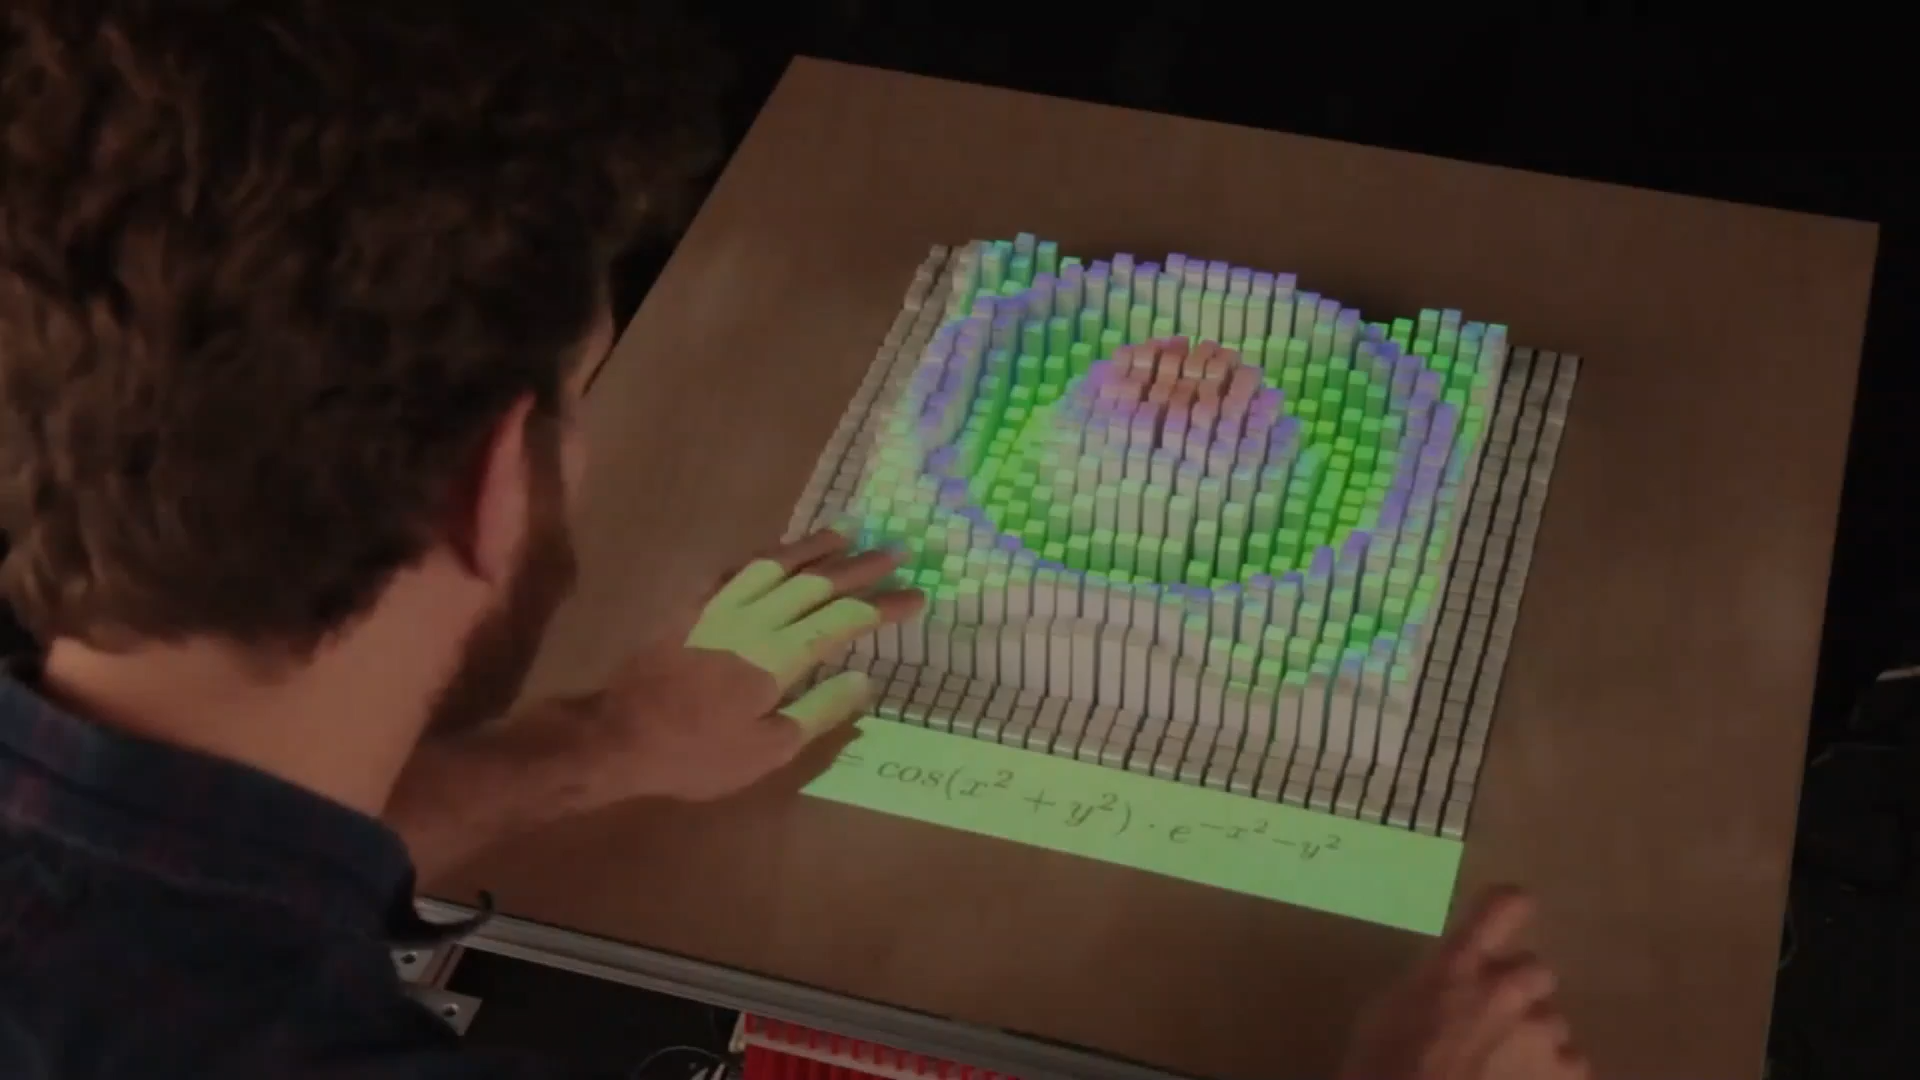 = cos(x² + y²) · e^{-x²-y²}